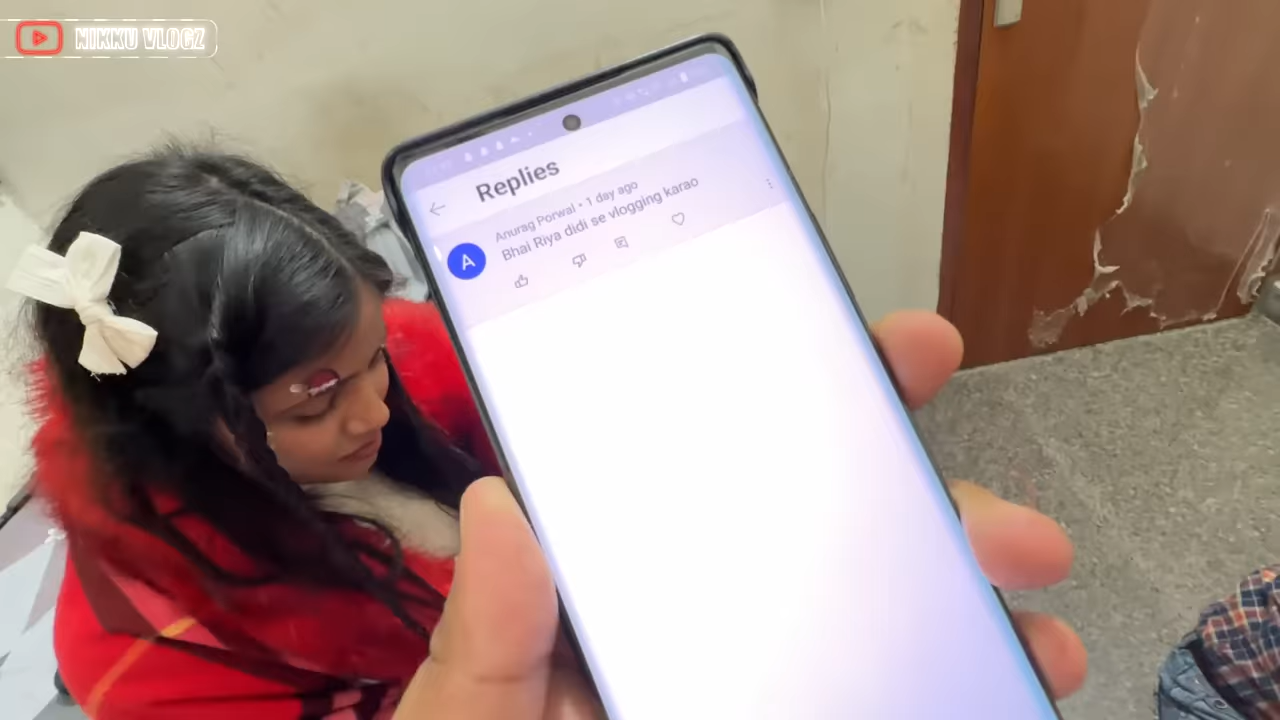 NIKKU VLOGZ
Replies
Anurag Porwal • 1 day ago
Bhai Riya didi se vlogging karao
A